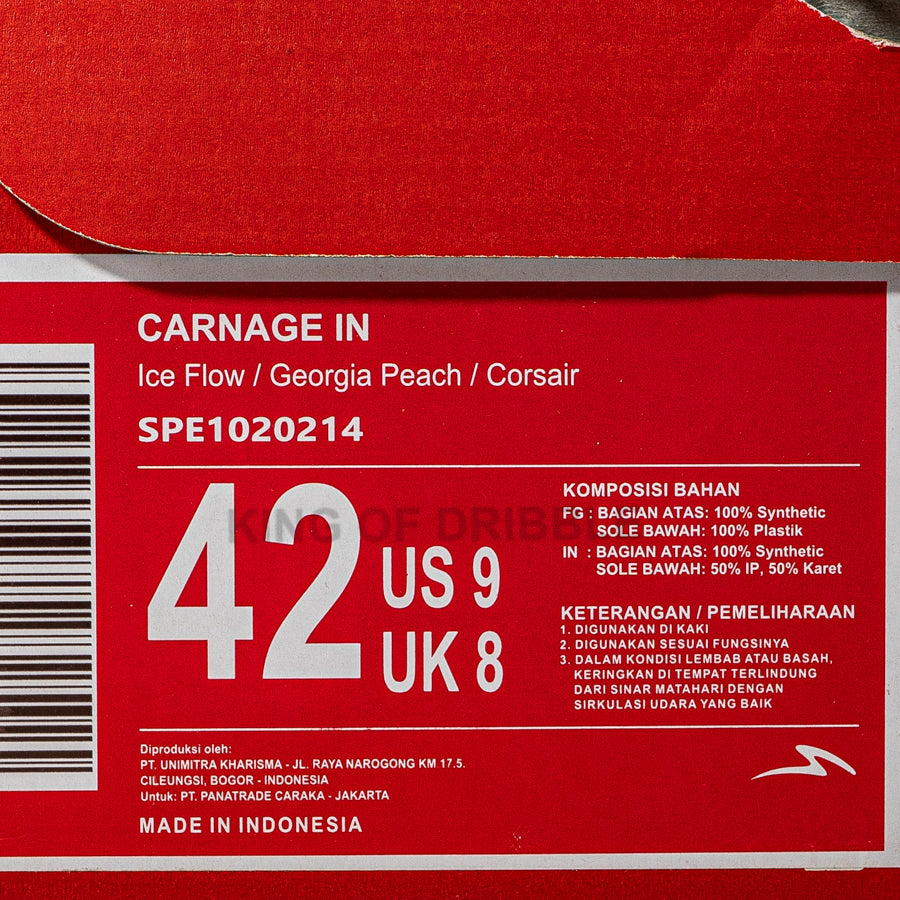 CARNAGE IN
Ice Flow / Georgia Peach / Corsair
SPE1020214
42
US 9
UK 8
KING OF DRIBBLE
KOMPOSISI BAHAN
FG : BAGIAN ATAS: 100% Synthetic
SOLE BAWAH: 100% Plastik
IN : BAGIAN ATAS: 100% Synthetic
SOLE BAWAH: 50% IP, 50% Karet
KETERANGAN / PEMELIHARAAN
1. DIGUNAKAN DI KAKI
2. DIGUNAKAN SESUAI FUNGSINYA
3. DALAM KONDISI LEMBAB ATAU BASAH,
KERINGKAN DI TEMPAT TERLINDUNG
DARI SINAR MATAHARI DENGAN
SIRKULASI UDARA YANG BAIK
Diproduksi oleh:
PT. UNIMITRA KHARISMA - JL. RAYA NAROGONG KM 17.5.
CILEUNGSI, BOGOR - INDONESIA
Untuk: PT. PANATRADE CARAKA - JAKARTA
MADE IN INDONESIA